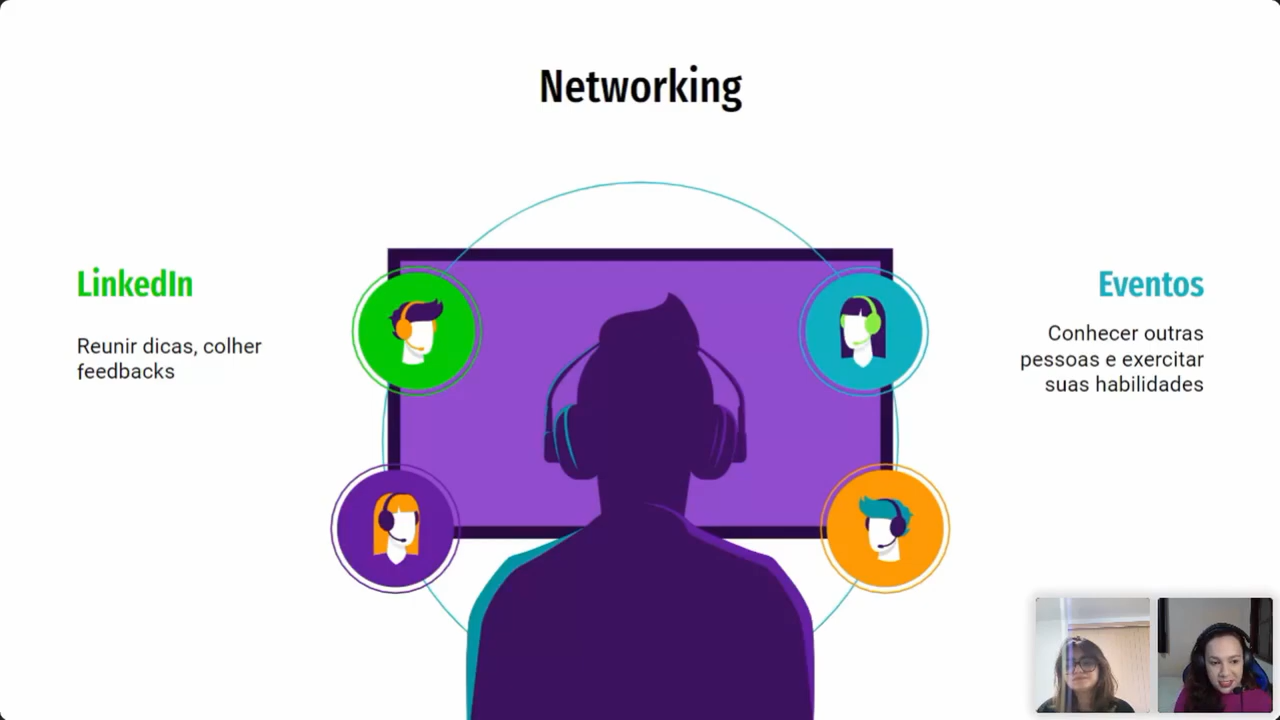 Networking
LinkedIn
Reunir dicas, colher
feedbacks
Eventos
Conhecer outras
pessoas e exercitar
suas habilidades